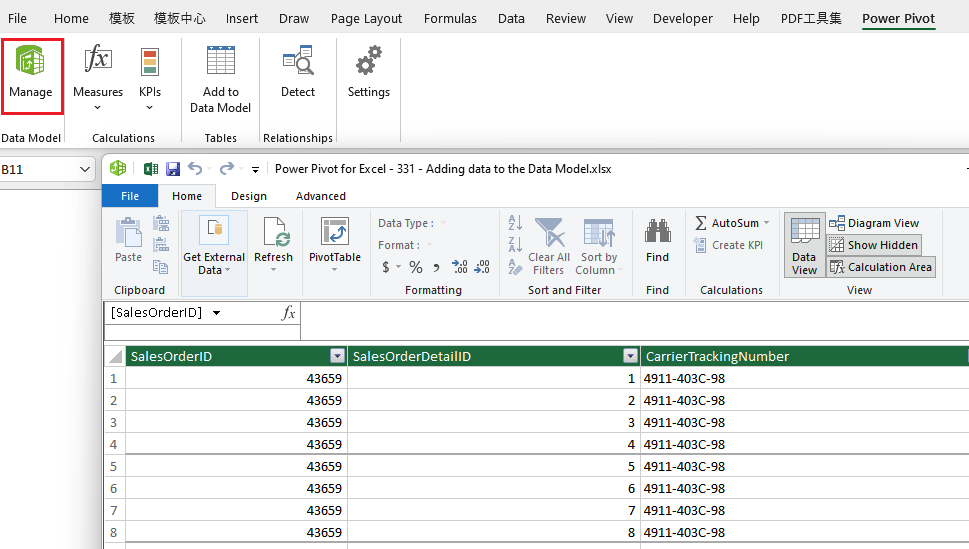 File Home 模板 模板中心 Insert Draw Page Layout Formulas Data Review View Developer Help PDF工具集 Power Pivot
Manage
Measures
KPIs
Add to
Data Model
Detect
Settings
Data Model
Calculations
Tables
Relationships
B11
Power Pivot for Excel - 331 - Adding data to the Data Model.xlsx
File Home Design Advanced
Paste
Clipboard
Get External
Data
Refresh
PivotTable
Data Type :
Format :
$ % , .00 .00
Formatting
Clear All
Filters
Sort by
Column
Sort and Filter
Find
Find
Σ AutoSum
Create KPI
Calculations
Data
View
Diagram View
Show Hidden
Calculation Area
View
[SalesOrderID] fx
SalesOrderID SalesOrderDetailID CarrierTrackingNumber
1 43659 1 4911-403C-98
2 43659 2 4911-403C-98
3 43659 3 4911-403C-98
4 43659 4 4911-403C-98
5 43659 5 4911-403C-98
6 43659 6 4911-403C-98
7 43659 7 4911-403C-98
8 43659 8 4911-403C-98